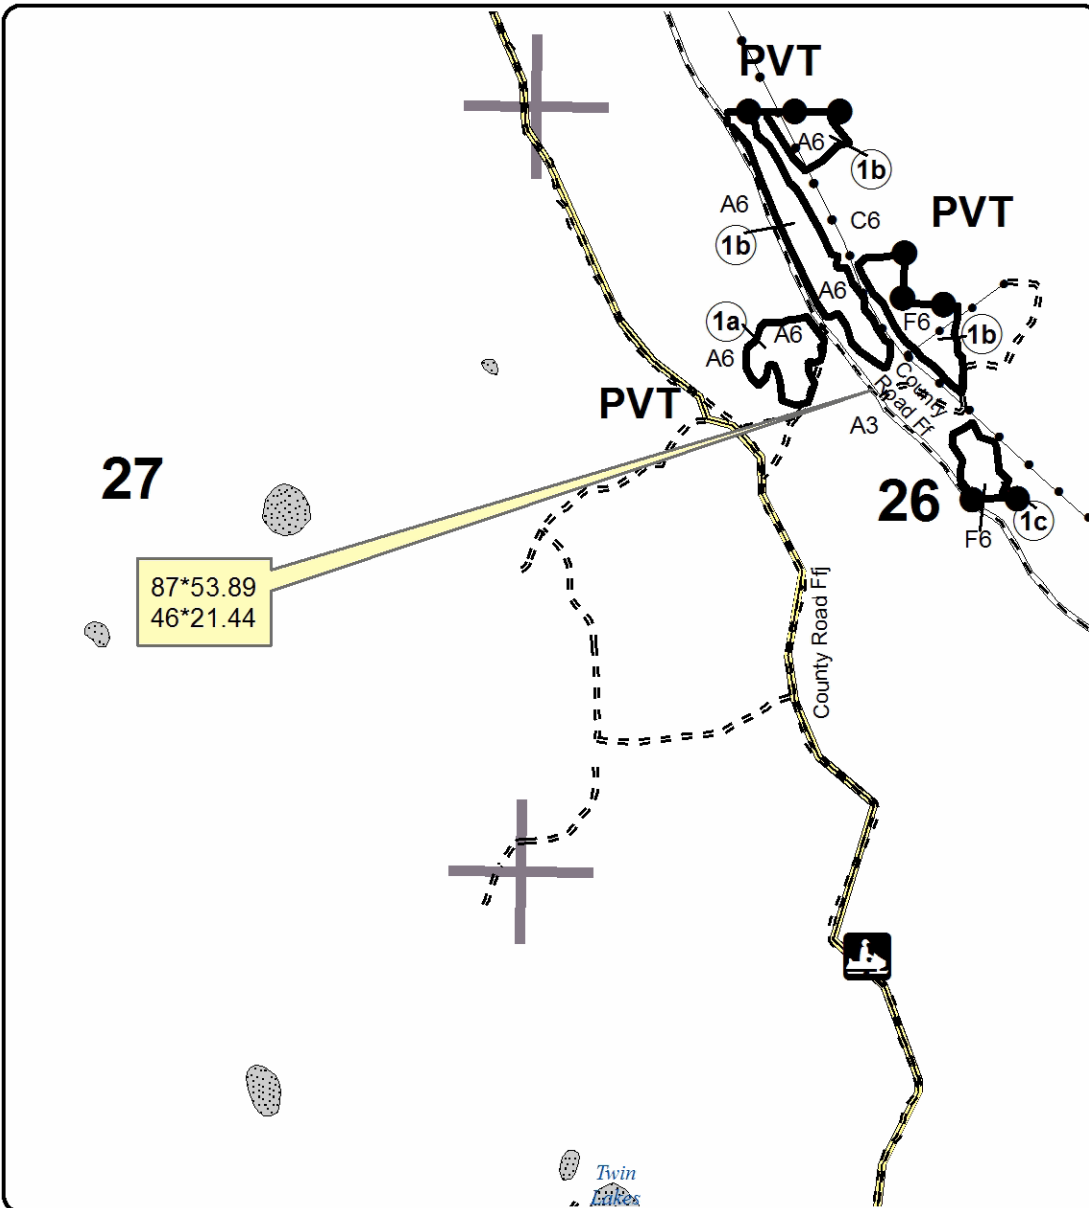 PVT
A6
1b
A6
C6
PVT
1b
A6
1a
A6
F6
1b
A6
County
Road Ff
PVT
A3
27
26
1c
F6
87*53.89
46*21.44
County Road Ffj
Twin
Lakes